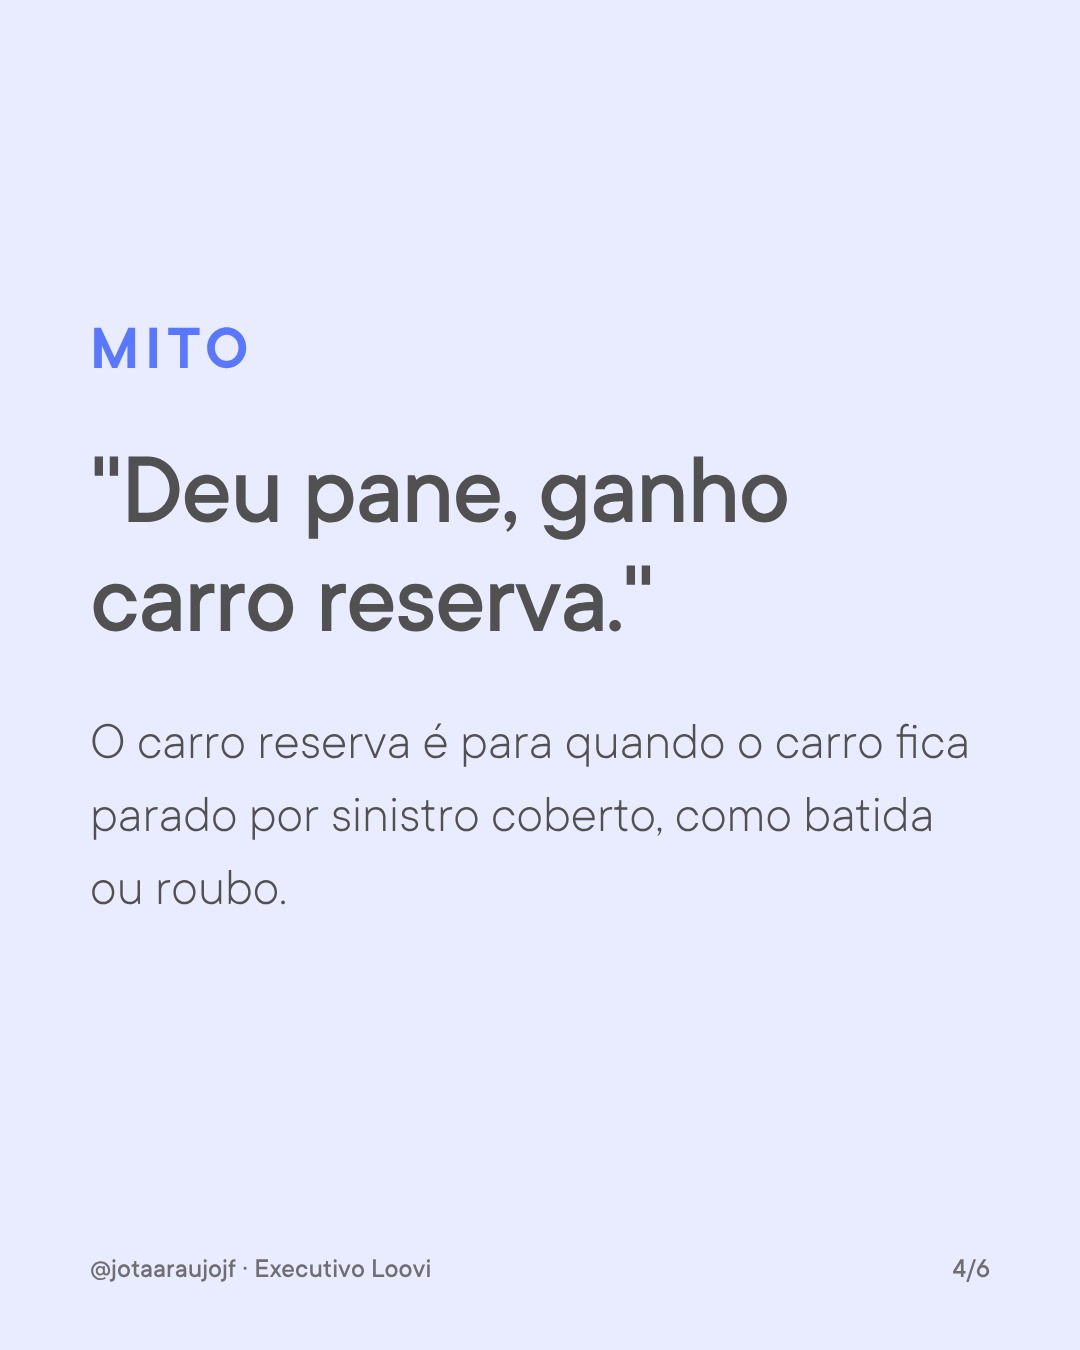 MITO
"Deu pane, ganho
carro reserva."
O carro reserva é para quando o carro fica
parado por sinistro coberto, como batida
ou roubo.
@jotaaraujojf · Executivo Loovi
4/6